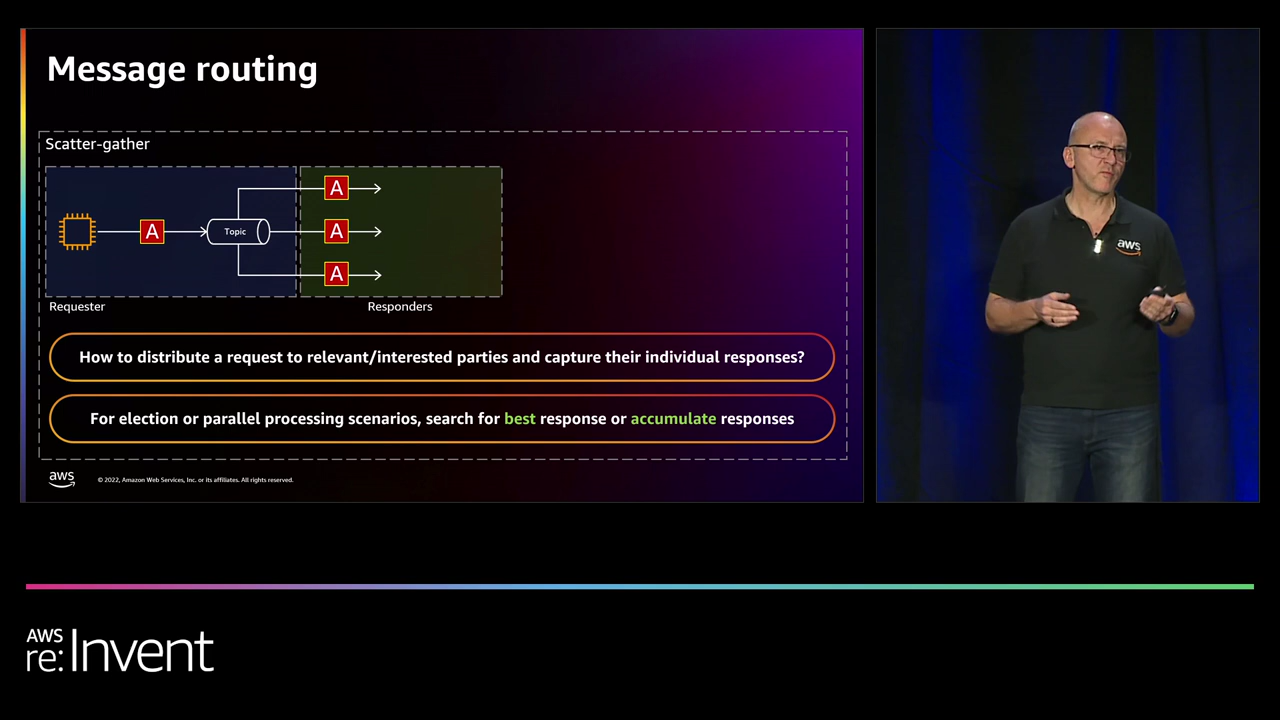 Message routing
Scatter-gather
A
A
Topic
A
A
Requester
Responders
How to distribute a request to relevant/interested parties and capture their individual responses?
For election or parallel processing scenarios, search for best response or accumulate responses
aws
© 2022, Amazon Web Services, Inc. or its affiliates. All rights reserved.
aws
AWS
re:Invent